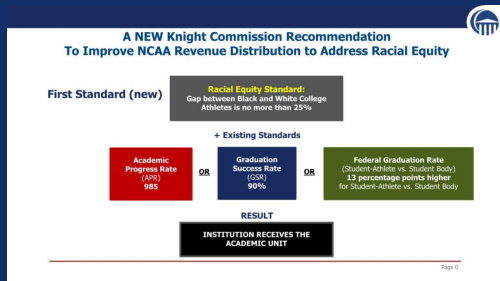 A NEW Knight Commission Recommendation
To Improve NCAA Revenue Distribution to Address Racial Equity
First Standard (new)
Racial Equity Standard:
Gap between Black and White College
Athletes is no more than 25%
+ Existing Standards
Academic
Progress Rate
(APR)
985
OR
Graduation
Success Rate
(GSR)
90%
OR
Federal Graduation Rate
(Student-Athlete vs. Student Body)
13 percentage points higher
for Student-Athlete vs. Student Body
RESULT
INSTITUTION RECEIVES THE
ACADEMIC UNIT
Page 0